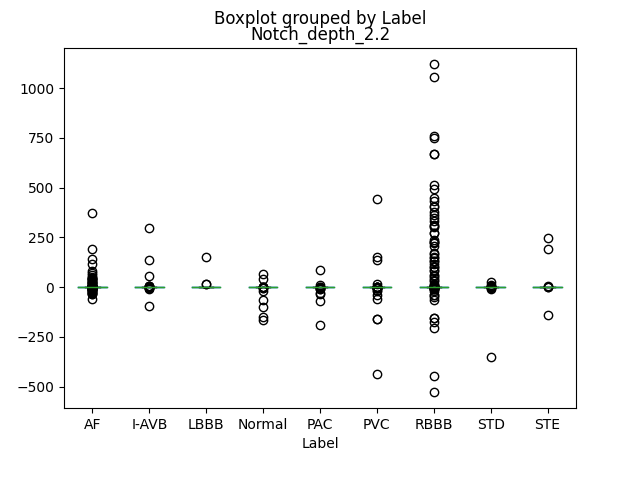 Boxplot grouped by Label
Notch_depth_2.2
1000
750
500
250
0
−250
−500
AF I-AVB LBBB Normal PAC PVC RBBB STD STE
Label